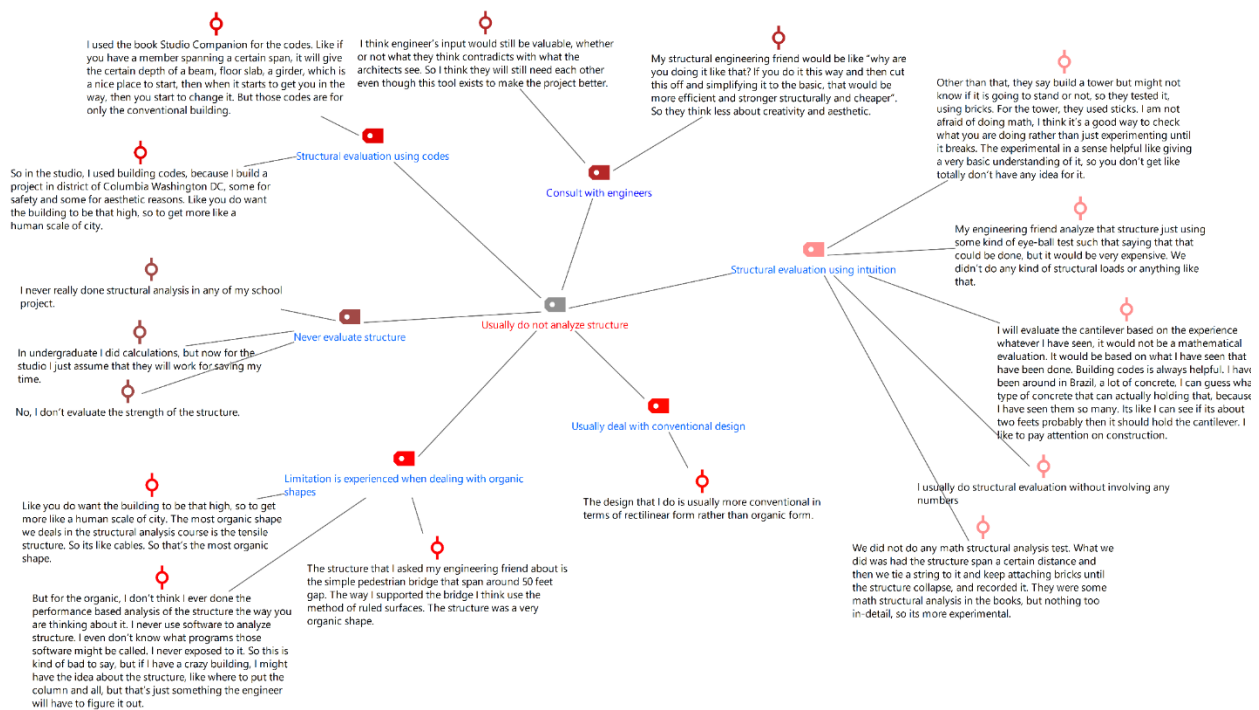 I used the book Studio Companion for the codes. Like if
you have a member spanning a certain span, it will give
the certain depth of a beam, floor slab, a girder, which is
a nice place to start, then when it starts to get you in the
way, then you start to change it. But those codes are for
only the conventional building.
I think engineer's input would still be valuable, whether
or not what they think contradicts with what the
architects see. So I think they will still need each other
even though this tool exists to make the project better.
My structural engineering friend would be like "why are
you doing it like that? If you do it this way and then cut
this off and simplifying it to the basic, that would be
more efficient and stronger structurally and cheaper".
So they think less about creativity and aesthetic.
Other than that, they say build a tower but might not
know if it is going to stand or not, so they tested it,
using bricks. For the tower, they used sticks. I am not
afraid of doing math, I think it's a good way to check
what you are doing rather than just experimenting until
it breaks. The experimental in a sense helpful like giving
a very basic understanding of it, so you don't get like
totally don't have any idea for it.
Structural evaluation using codes
So in the studio, I used building codes, because I build a
project in district of Columbia Washington DC, some for
safety and some for aesthetic reasons. Like you do want
the building to be that high, so to get more like a
human scale of city.
Consult with engineers
My engineering friend analyze that structure just using
some kind of eye-ball test such that saying that that
could be done, but it would be very expensive. We
didn't do any kind of structural loads or anything like
that.
Structural evaluation using intuition
I never really done structural analysis in any of my school
project.
Usually do not analyze structure
Never evaluate structure
In undergraduate I did calculations, but now for the
studio I just assume that they will work for saving my
time.
I will evaluate the cantilever based on the experience
whatever I have seen, it would not be a mathematical
evaluation. It would be based on what I have seen that
have been done. Building codes is always helpful. I have
been around in Brazil, a lot of concrete, I can guess what
type of concrete that can actually holding that, because
I have seen them so many. Its like I can see if its about
two feets probably then it should hold the cantilever. I
like to pay attention on construction.
No, I don't evaluate the strength of the structure.
Usually deal with conventional design
Limitation is experienced when dealing with organic
shapes
I usually do structural evaluation without involving any
numbers
Like you do want the building to be that high, so to get
more like a human scale of city. The most organic shape
we deals in the structural analysis course is the tensile
structure. So its like cables. So that's the most organic
shape.
The design that I do is usually more conventional in
terms of rectilinear form rather than organic form.
We did not do any math structural analysis test. What we
did was had the structure span a certain distance and
then we tie a string to it and keep attaching bricks until
the structure collapse, and recorded it. They were some
math structural analysis in the books, but nothing too
in-detail, so its more experimental.
The structure that I asked my engineering friend about is
the simple pedestrian bridge that span around 50 feet
gap. The way I supported the bridge I think use the
method of ruled surfaces. The structure was a very
organic shape.
But for the organic, I don't think I ever done the
performance based analysis of the structure the way you
are thinking about it. I never use software to analyze
structure. I even don't know what programs those
software might be called. I never exposed to it. So this is
kind of bad to say, but if I have a crazy building, I might
have the idea about the structure, like where to put the
column and all, but that's just something the engineer
will have to figure it out.